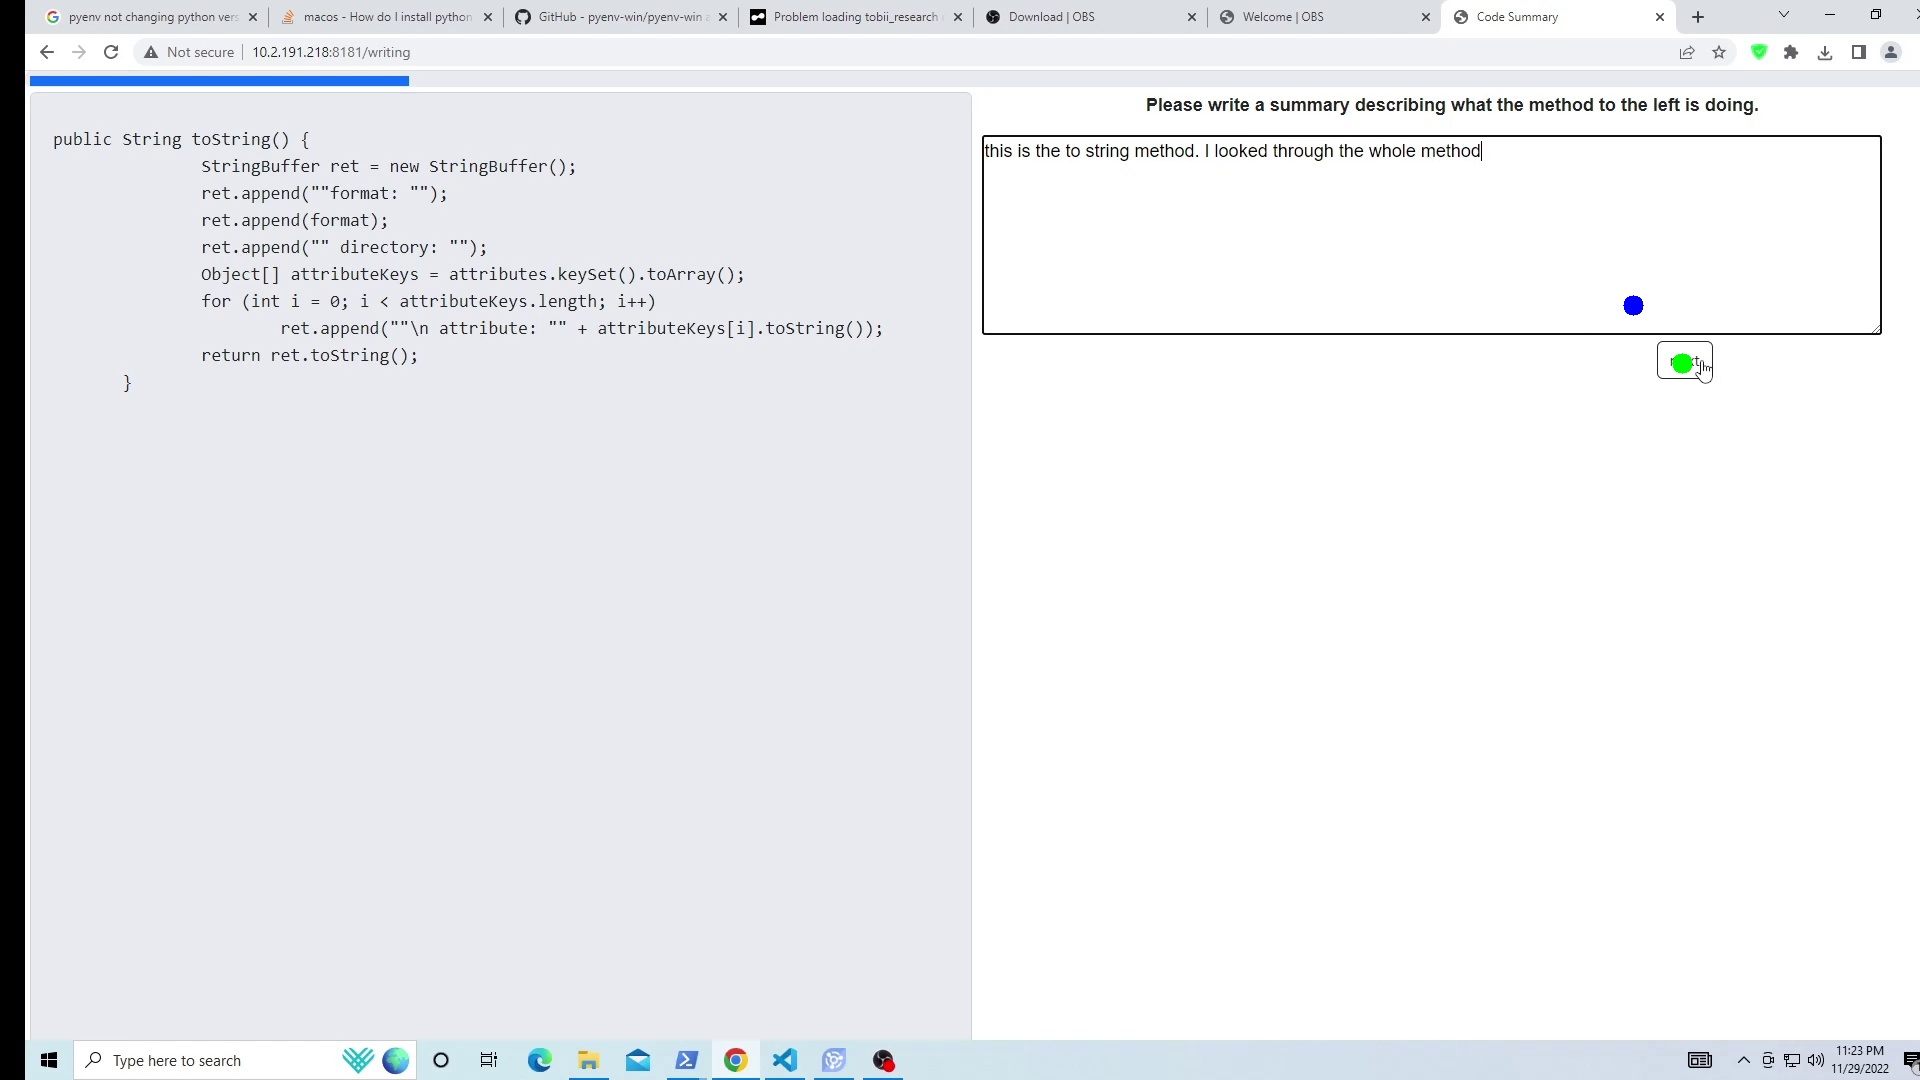 pyenv not changing python vers
macos - How do I install python
GitHub - pyenv-win/pyenv-win
Problem loading tobii_research
Download | OBS
Welcome | OBS
Code Summary
Not secure
10.2.191.218:8181/writing
public String toString() {
StringBuffer ret = new StringBuffer();
ret.append(""format: "");
ret.append(format);
ret.append("" directory: "");
Object[] attributeKeys = attributes.keySet().toArray();
for (int i = 0; i < attributeKeys.length; i++)
ret.append(""\n attribute: "" + attributeKeys[i].toString());
return ret.toString();
}
Please write a summary describing what the method to the left is doing.
this is the to string method. I looked through the whole method
Type here to search
11:23 PM
11/29/2022